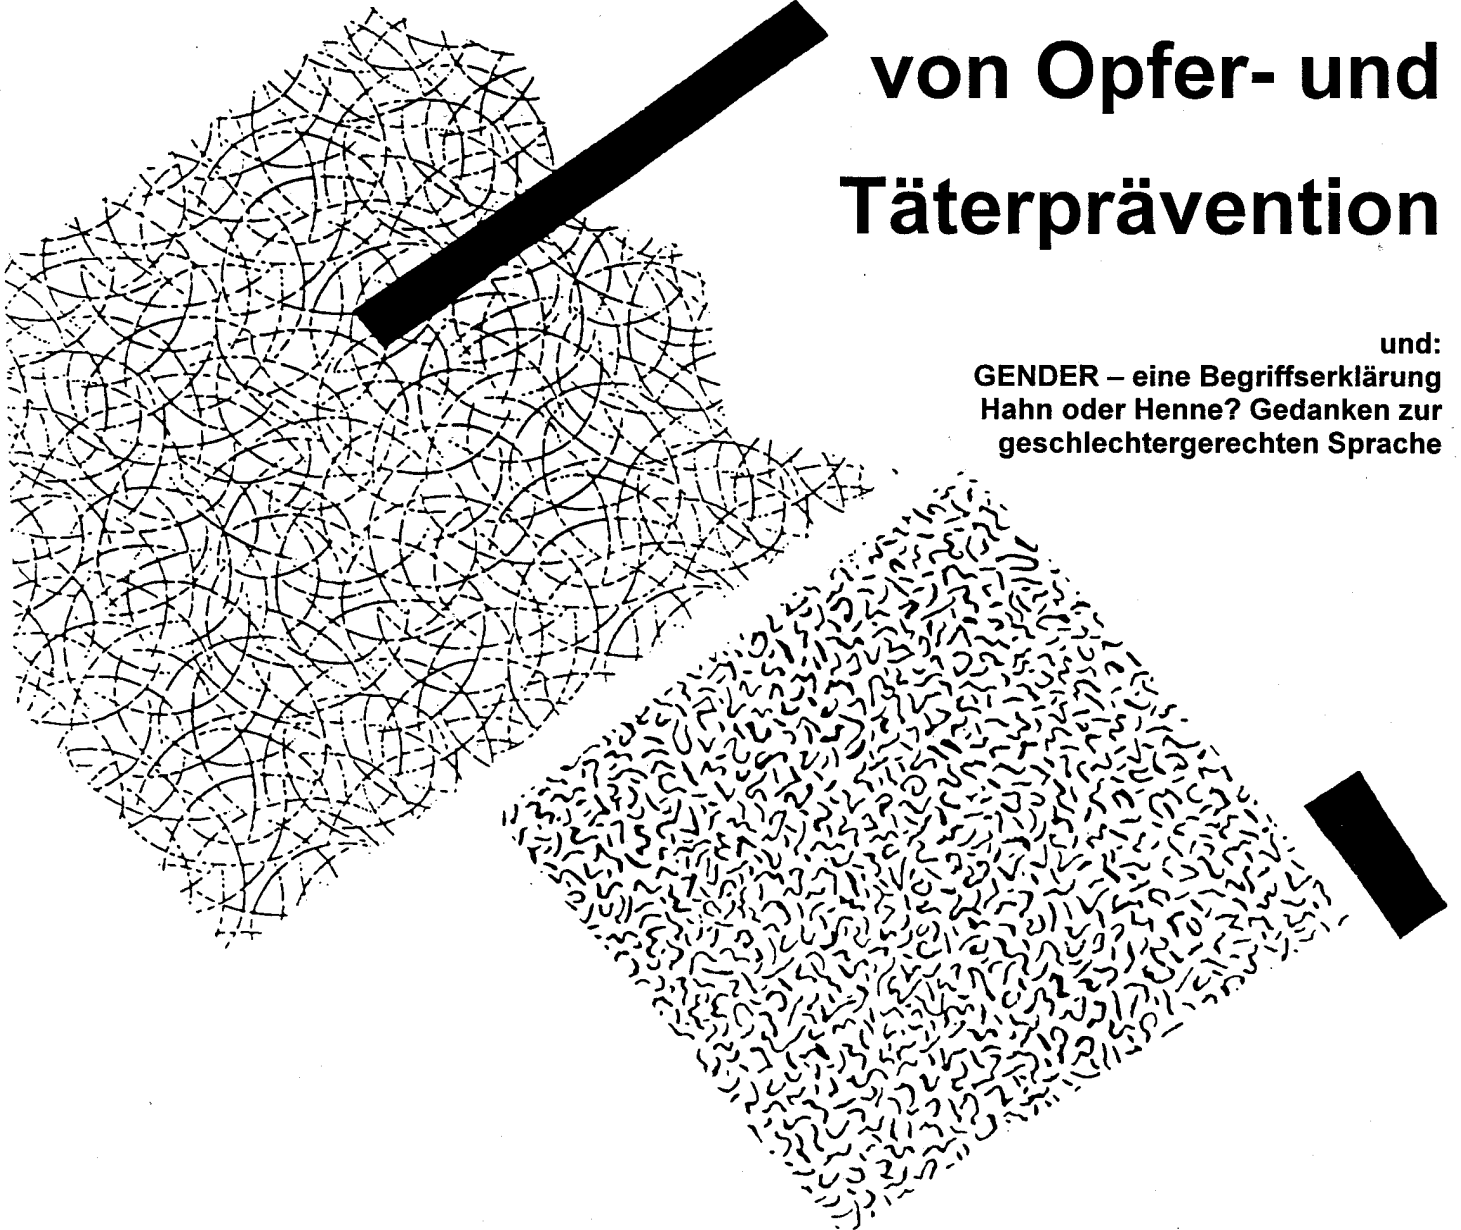 von Opfer- und
Täterprävention
und:
GENDER – eine Begriffserklärung
Hahn oder Henne? Gedanken zur
geschlechtergerechten Sprache